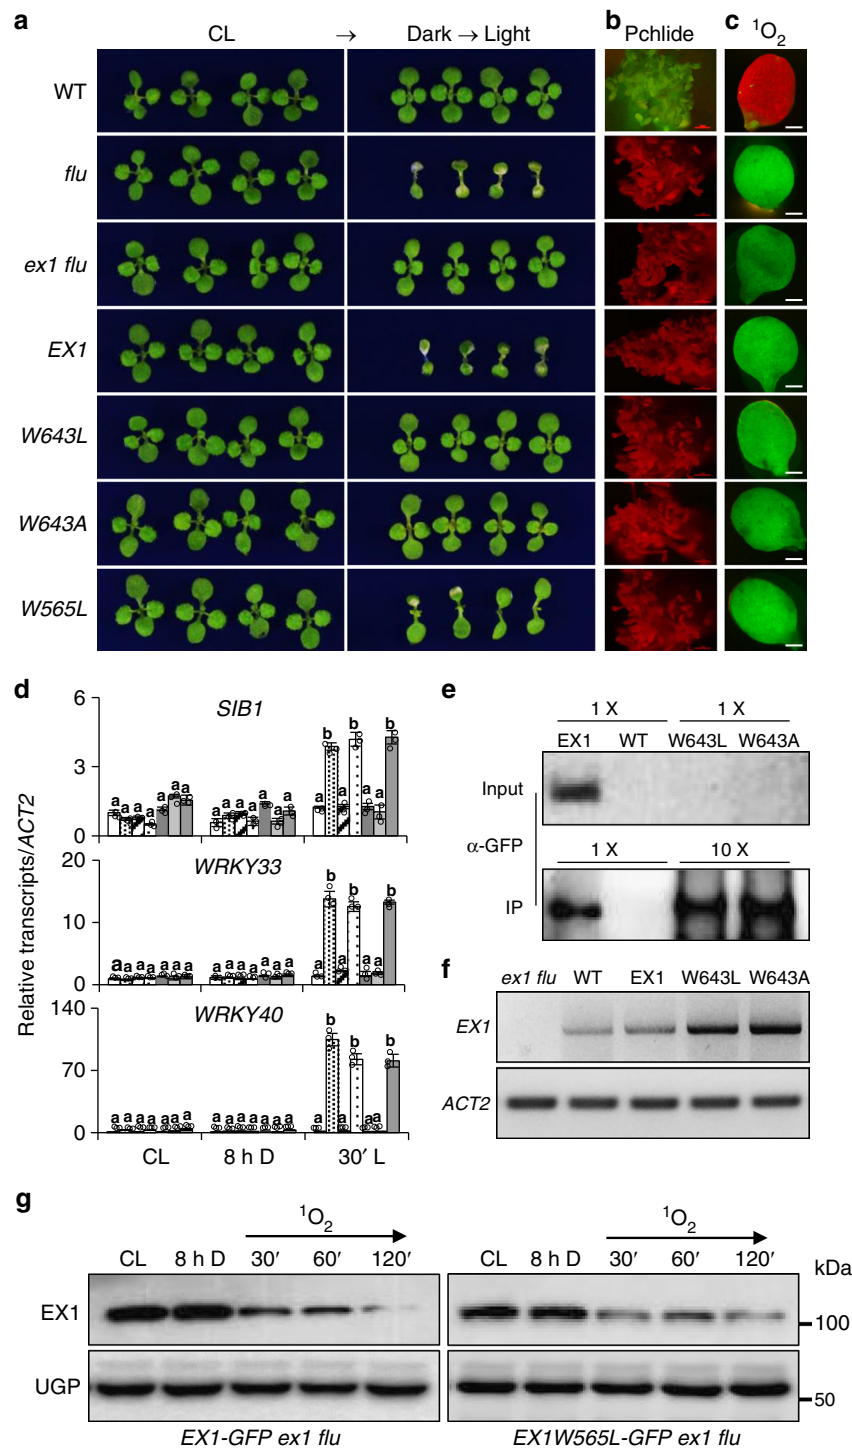 a
CL → Dark → Light
b
Pchlide
c
¹O₂
WT
flu
ex1 flu
EX1
W643L
W643A
W565L
d
Relative transcripts/ACT2
6
SIB1
3
0
a a a a a a a
a a a a a a a
a b a b a a b
20
WRKY33
10
0
a a a a a a a
a a a a a a a
a b a b a a b
140
WRKY40
70
0
a a a a a a a
a a a a a a a
a b a b a a b
CL 8 h D 30′ L
e
1 X 1 X
EX1 WT W643L W643A
Input
α-GFP
1 X 10 X
IP
f
ex1 flu WT EX1 W643L W643A
EX1
ACT2
g
¹O₂ ¹O₂
CL 8 h D 30′ 60′ 120′ CL 8 h D 30′ 60′ 120′ kDa
EX1
100
UGP
50
EX1-GFP ex1 flu EX1W565L-GFP ex1 flu